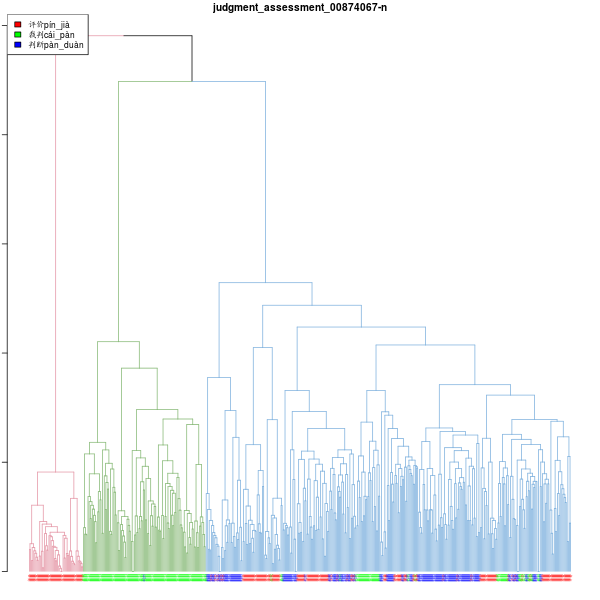 judgment_assessment_00874067-n
评价pín_jià
裁判cái_pàn
判断pàn_duàn